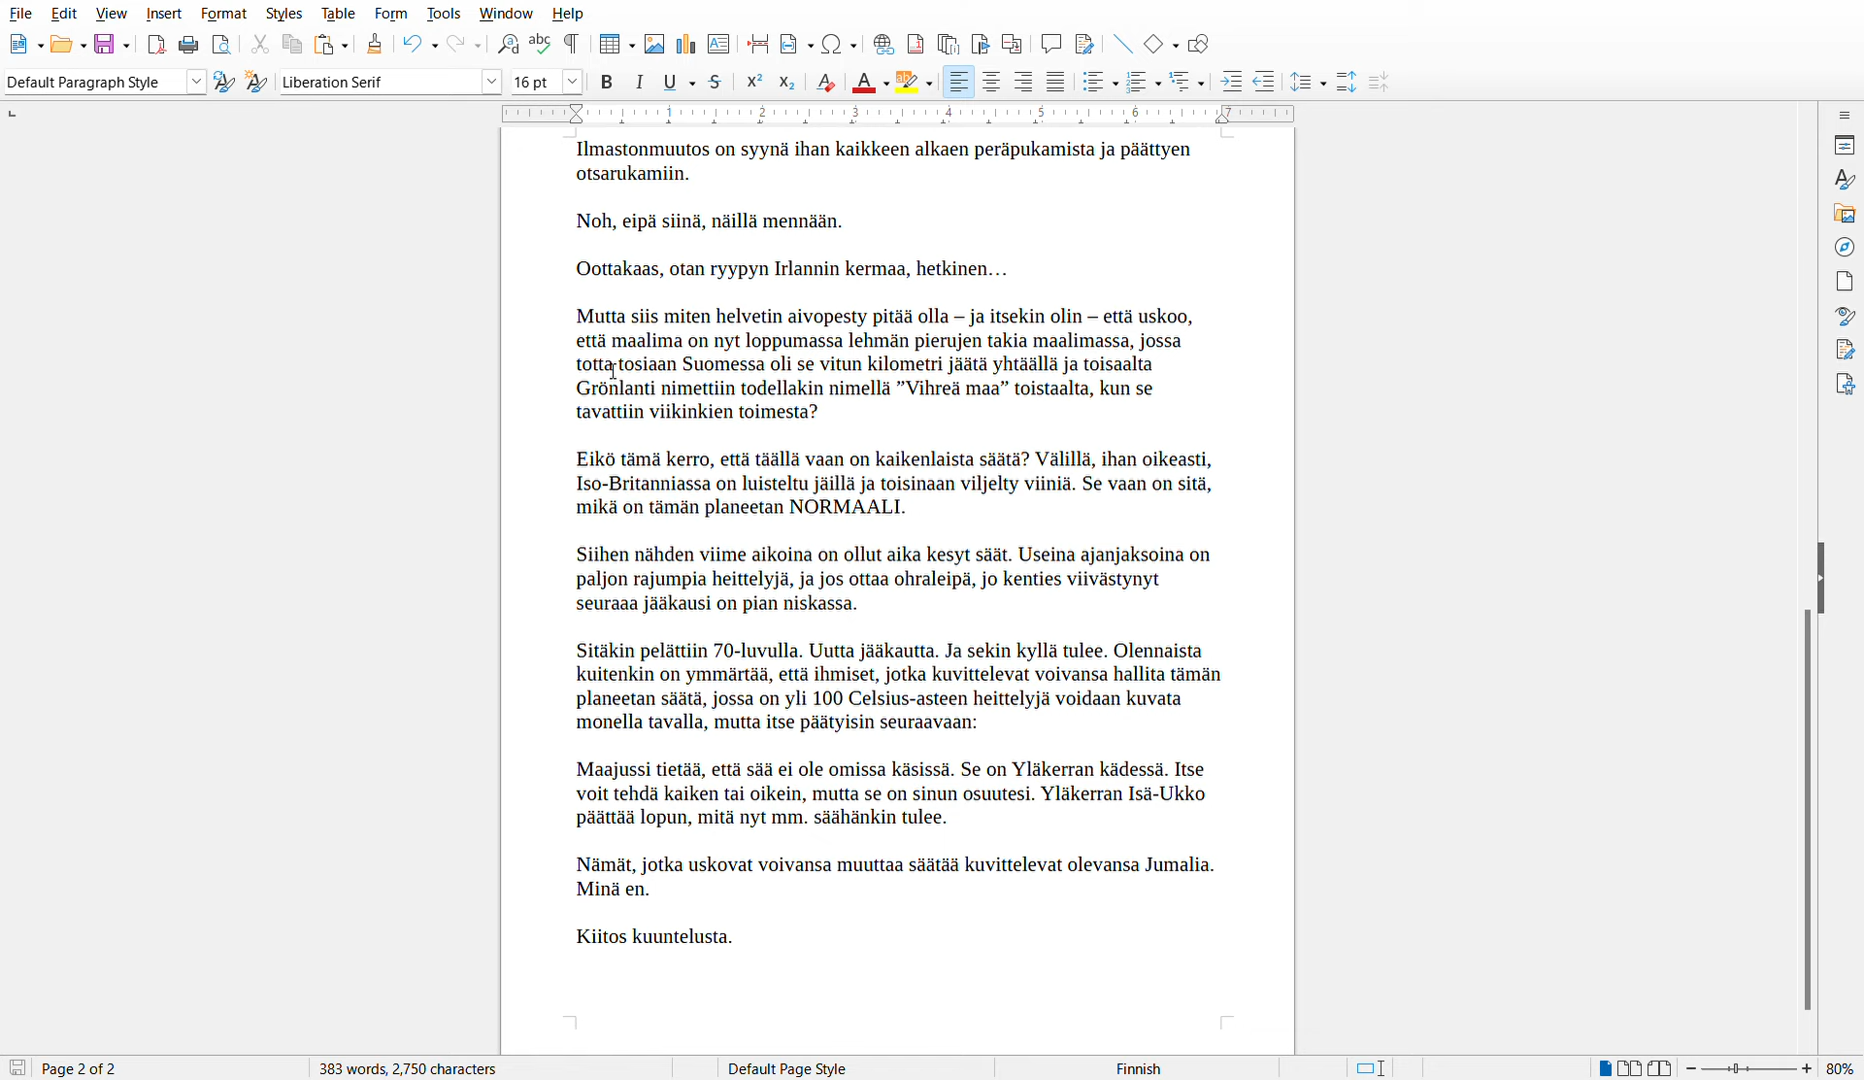 File Edit View Insert Format Styles Table Form Tools Window Help
Default Paragraph Style Liberation Serif 16 pt
1 2 3 4 5 6 7
Ilmastonmuutos on syynä ihan kaikkeen alkaen peräpukamista ja päättyen
otsarukamiin.
Noh, eipä siinä, näillä mennään.
Oottakaas, otan ryypyn Irlannin kermaa, hetkinen…
Mutta siis miten helvetin aivopesty pitää olla – ja itsekin olin – että uskoo,
että maalima on nyt loppumassa lehmän pierujen takia maalimassa, jossa
totta tosiaan Suomessa oli se vitun kilometri jäätä yhtäällä ja toisaalta
Grönlanti nimettiin todellakin nimellä ”Vihreä maa” toistaalta, kun se
tavattiin viikinkien toimesta?
Eikö tämä kerro, että täällä vaan on kaikenlaista säätä? Välillä, ihan oikeasti,
Iso-Britanniassa on luisteltu jäillä ja toisinaan viljelty viiniä. Se vaan on sitä,
mikä on tämän planeetan NORMAALI.
Siihen nähden viime aikoina on ollut aika kesyt säät. Useina ajanjaksoina on
paljon rajumpia heittelyjä, ja jos ottaa ohraleipä, jo kenties viivästynyt
seuraaa jääkausi on pian niskassa.
Sitäkin pelättiin 70-luvulla. Uutta jääkautta. Ja sekin kyllä tulee. Olennaista
kuitenkin on ymmärtää, että ihmiset, jotka kuvittelevat voivansa hallita tämän
planeetan säätä, jossa on yli 100 Celsius-asteen heittelyjä voidaan kuvata
monella tavalla, mutta itse päätyisin seuraavaan:
Maajussi tietää, että sää ei ole omissa käsissä. Se on Yläkerran kädessä. Itse
voit tehdä kaiken tai oikein, mutta se on sinun osuutesi. Yläkerran Isä-Ukko
päättää lopun, mitä nyt mm. säähänkin tulee.
Nämät, jotka uskovat voivansa muuttaa säätää kuvittelevat olevansa Jumalia.
Minä en.
Kiitos kuuntelusta.
Page 2 of 2 383 words, 2,750 characters Default Page Style Finnish 80%